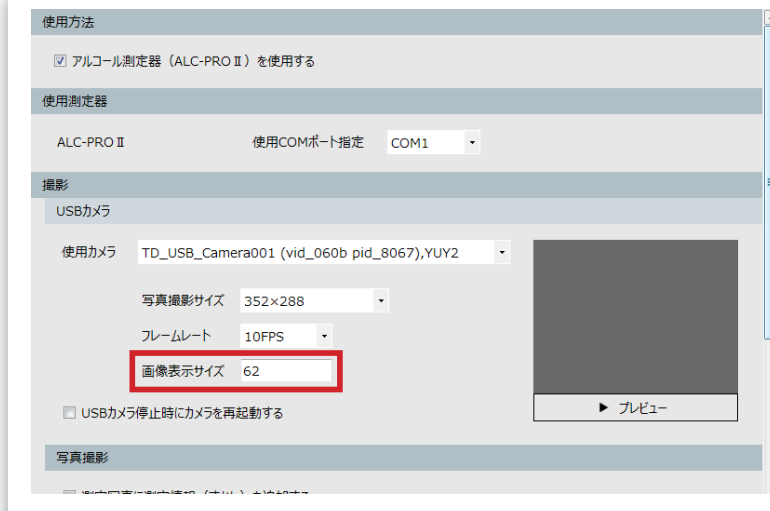 使用方法
アルコール測定器（ALC-PROⅡ）を使用する
使用測定器
ALC-PROⅡ 使用COMポート指定 COM1
撮影
USBカメラ
使用カメラ TD_USB_Camera001 (vid_060b pid_8067),YUY2
写真撮影サイズ 352×288
フレームレート 10FPS
画像表示サイズ 62
USBカメラ停止時にカメラを再起動する
▶ プレビュー
写真撮影